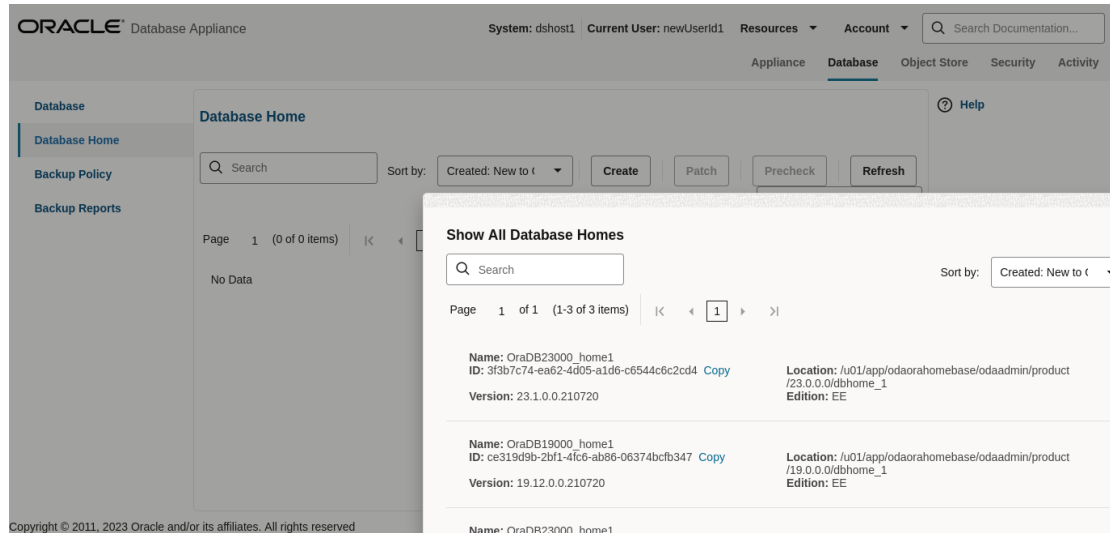 ORACLE® Database Appliance
System: dshost1 Current User: newUserId1 Resources Account Search Documentation...
Appliance Database Object Store Security Activity
Database
Database Home
Backup Policy
Backup Reports
Database Home
Help
Search
Sort by: Created: New to Create Patch Precheck Refresh
Page 1 (0 of 0 items)
No Data
Show All Database Homes
Search
Sort by: Created: New to
Page 1 of 1 (1-3 of 3 items) 1
Name: OraDB23000_home1
ID: 3f3b7c74-ea62-4d05-a1d6-c6544c6c2cd4 Copy
Version: 23.1.0.0.210720
Location: /u01/app/odaorahomebase/odaadmin/product
/23.0.0.0/dbhome_1
Edition: EE
Name: OraDB19000_home1
ID: ce319d9b-2bf1-4fc6-ab86-06374bcfb347 Copy
Version: 19.12.0.0.210720
Location: /u01/app/odaorahomebase/odaadmin/product
/19.0.0.0/dbhome_1
Edition: EE
Name: OraDB23000_home1
Copyright © 2011, 2023 Oracle and/or its affiliates. All rights reserved